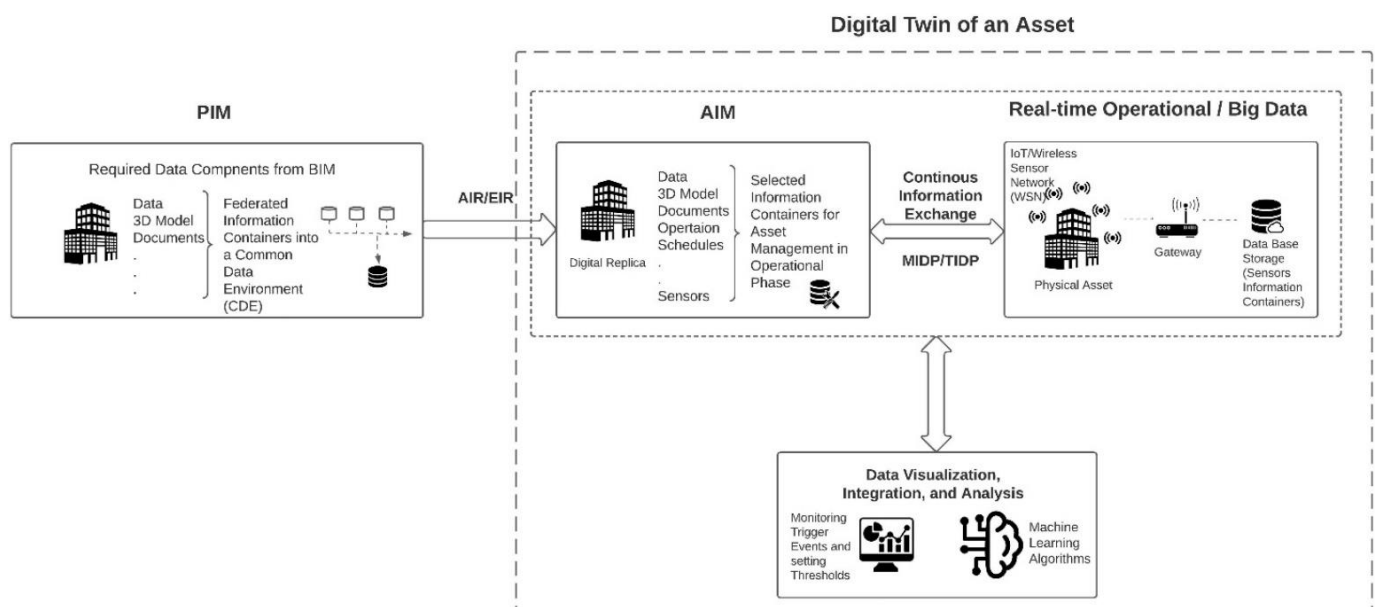 Digital Twin of an Asset
PIM
Required Data Compnents from BIM
Data
3D Model
Documents
.
.
.
Federated
Information
Containers into
a Common
Data
Environment
(CDE)
AIR/EIR
AIM
Digital Replica
Data
3D Model
Documents
Opertaion
Schedules
.
.
Sensors
Selected
Information
Containers for
Asset
Management in
Operational
Phase
Continous
Information
Exchange
MIDP/TIDP
Real-time Operational / Big Data
IoT/Wireless
Sensor
Network
(WSN)
Physical Asset
Gateway
Data Base
Storage
(Sensors
Information
Containers)
Data Visualization,
Integration, and Analysis
Monitoring
Trigger
Events and
setting
Thresholds
Machine
Learning
Algorithms